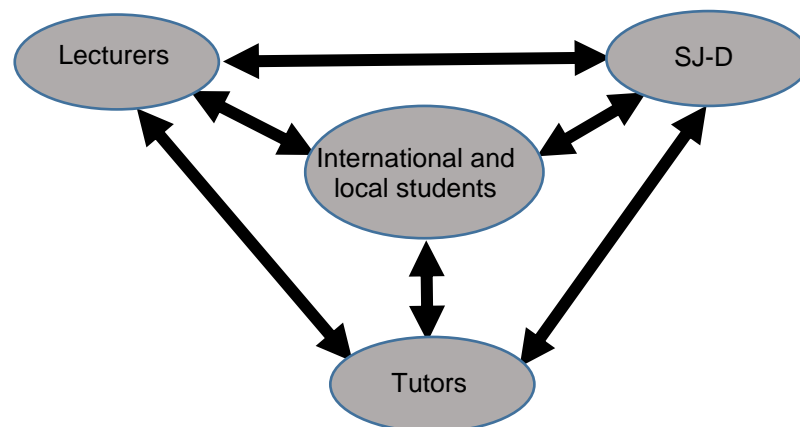 Lecturers
SJ-D
International and
local students
Tutors